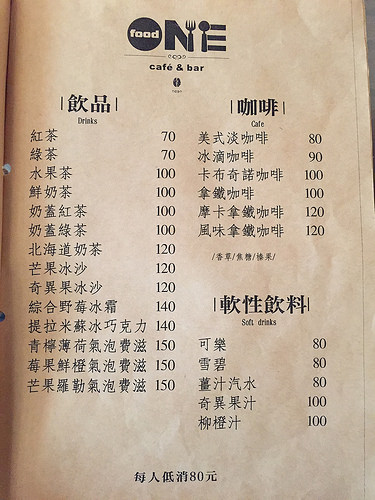 food ONE
café & bar
飲品
Drinks
紅茶 70
綠茶 70
水果茶 100
鮮奶茶 100
奶蓋紅茶 100
奶蓋綠茶 100
北海道奶茶 120
芒果冰沙 120
奇異果冰沙 120
綜合野莓冰霜 140
提拉米蘇冰巧克力 140
青檸薄荷氣泡費滋 150
莓果鮮橙氣泡費滋 150
芒果羅勒氣泡費滋 150
咖啡
Cafe
美式淡咖啡 80
冰滴咖啡 90
卡布奇諾咖啡 100
拿鐵咖啡 100
摩卡拿鐵咖啡 120
風味拿鐵咖啡 120
/香草/焦糖/榛果/
軟性飲料
Soft drinks
可樂 80
雪碧 80
薑汁汽水 80
奇異果汁 100
柳橙汁 100
每人低消80元